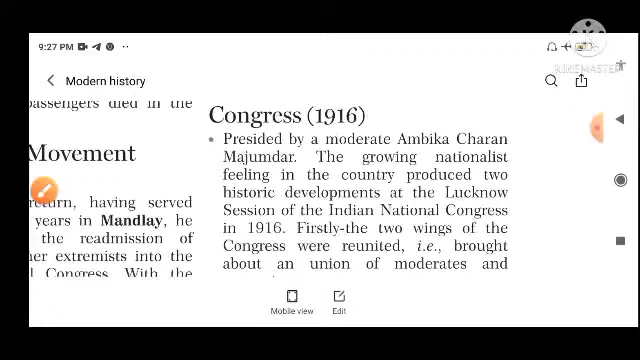 9:27 PM
KINEMASTER
Modern history
passengers died in the
Movement
return, having served
years in Mandlay, he
the readmission of
her extremists into the
l Congress. With the
Congress (1916)
• Presided by a moderate Ambika Charan
Majumdar. The growing nationalist
feeling in the country produced two
historic developments at the Lucknow
Session of the Indian National Congress
in 1916. Firstly-the two wings of the
Congress were reunited, i.e., brought
about an union of moderates and
Mobile view
Edit